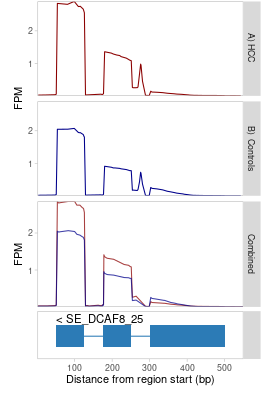 2
1
FPM
A) HCC
2
1
B) Controls
2
1
FPM
Combined
< SE_DCAF8_25
100 200 300 400 500
Distance from region start (bp)